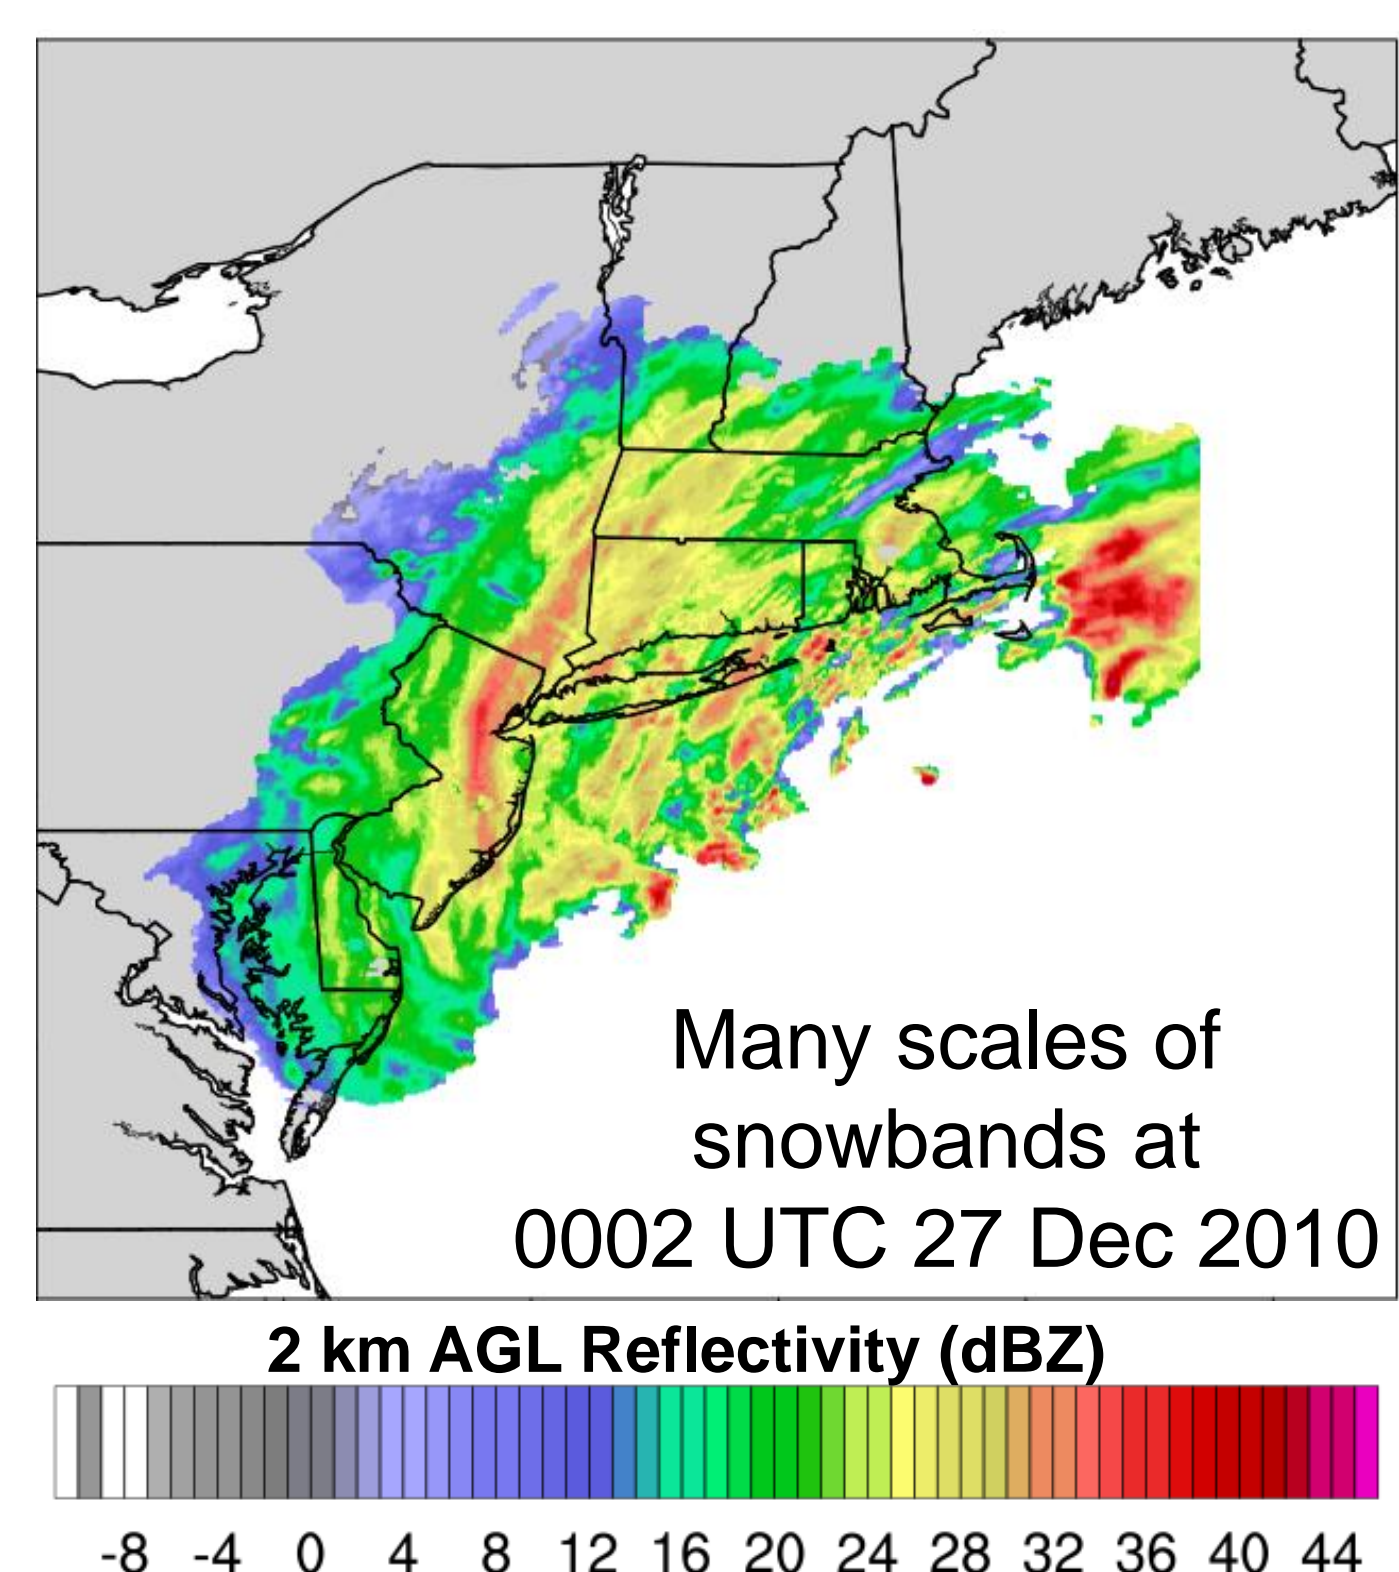 Many scales of
snowbands at
0002 UTC 27 Dec 2010
2 km AGL Reflectivity (dBZ)
-8 -4 0 4 8 12 16 20 24 28 32 36 40 44